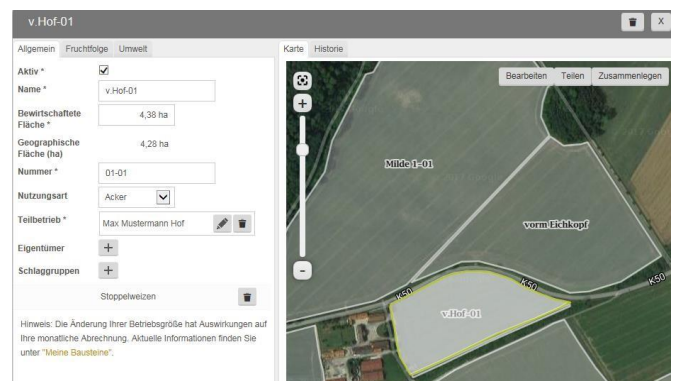 v.Hof-01
X
Allgemein Fruchtfolge Umwelt
Aktiv *
Name * v.Hof-01
Bewirtschaftete
Fläche * 4,38 ha
Geographische
Fläche (ha) 4,28 ha
Nummer * 01-01
Nutzungsart Acker
Teilbetrieb * Max Mustermann Hof
Eigentümer +
Schlaggruppen +
Stoppelweizen
Hinweis: Die Änderung Ihrer Betriebsgröße hat Auswirkungen auf
Ihre monatliche Abrechnung. Aktuelle Informationen finden Sie
unter "Meine Bausteine".
Karte Historie
Bearbeiten Teilen Zusammenlegen
+
Milde 1-01
vorm Eichkopf
-
K50
K50
K50
v.Hof-01